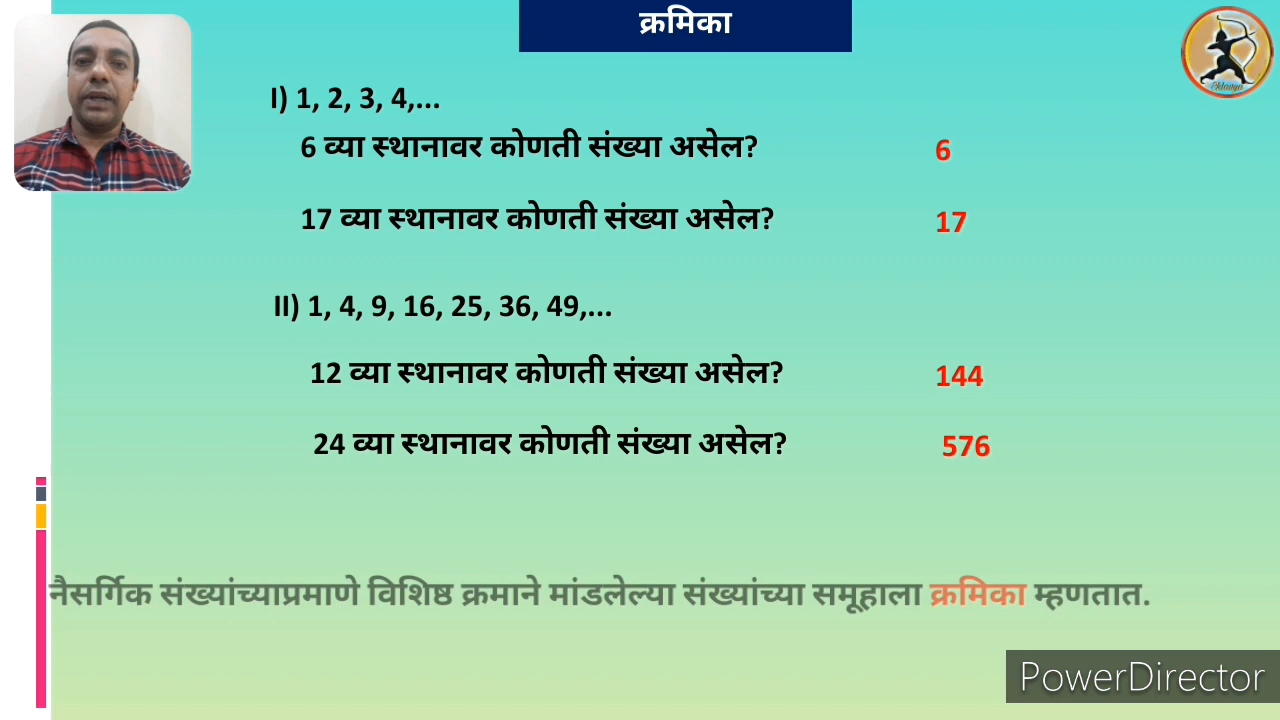 क्रमिका
Eklavya
I) 1, 2, 3, 4,...
6 व्या स्थानावर कोणती संख्या असेल? 6
17 व्या स्थानावर कोणती संख्या असेल? 17
II) 1, 4, 9, 16, 25, 36, 49,...
12 व्या स्थानावर कोणती संख्या असेल? 144
24 व्या स्थानावर कोणती संख्या असेल? 576
नैसर्गिक संख्यांच्याप्रमाणे विशिष्ठ क्रमाने मांडलेल्या संख्यांच्या समूहाला क्रमिका म्हणतात.
PowerDirector